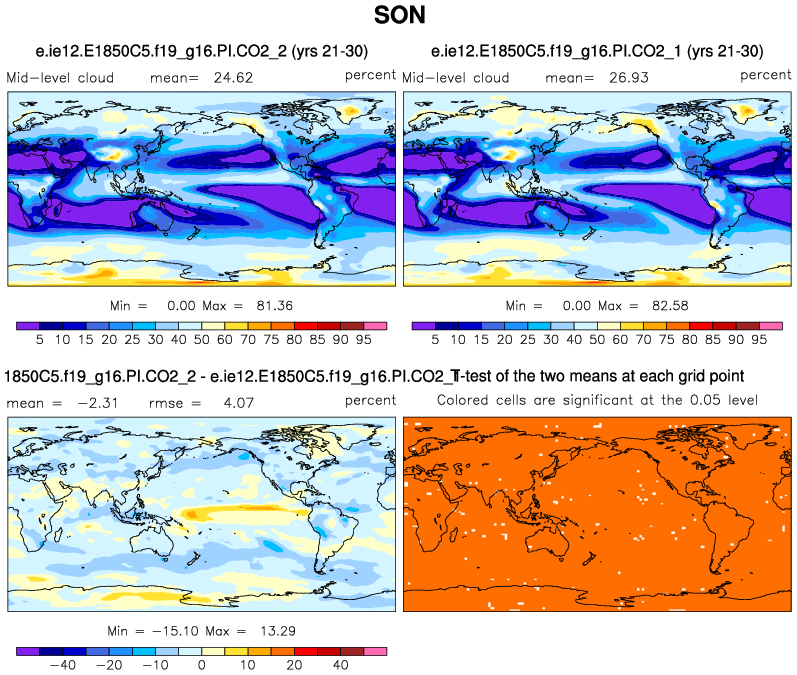 SON
e.ie12.E1850C5.f19_g16.PI.CO2_2 (yrs 21-30)
e.ie12.E1850C5.f19_g16.PI.CO2_1 (yrs 21-30)
Mid-level cloud mean= 24.62 percent
Mid-level cloud mean= 26.93 percent
Min = 0.00 Max = 81.36
Min = 0.00 Max = 82.58
5 10 15 20 25 30 40 50 60 70 80 85 90 95
5 10 15 20 25 30 40 50 60 70 80 85 90 95
1850C5.f19_g16.PI.CO2_2 - e.ie12.E1850C5.f19_g16.PI.CO2_
T-test of the two means at each grid point
mean = −2.31 rmse = 4.07 percent
Colored cells are significant at the 0.05 level
Min = −15.10 Max = 13.29
−40 −20 −10 0 10 20 40